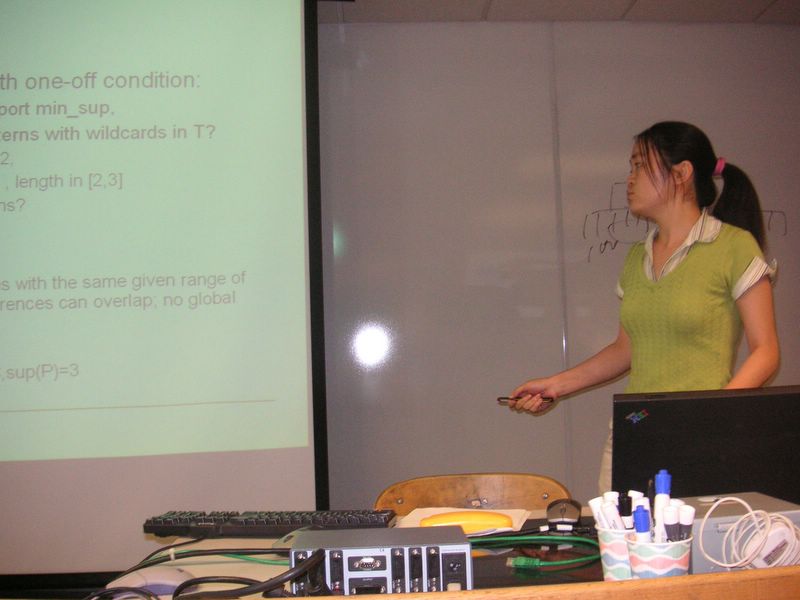 th one-off condition:
port min_sup,
terns with wildcards in T?
2,
, length in [2,3]
ns?
s with the same given range of
rrences can overlap; no global
,sup(P)=3